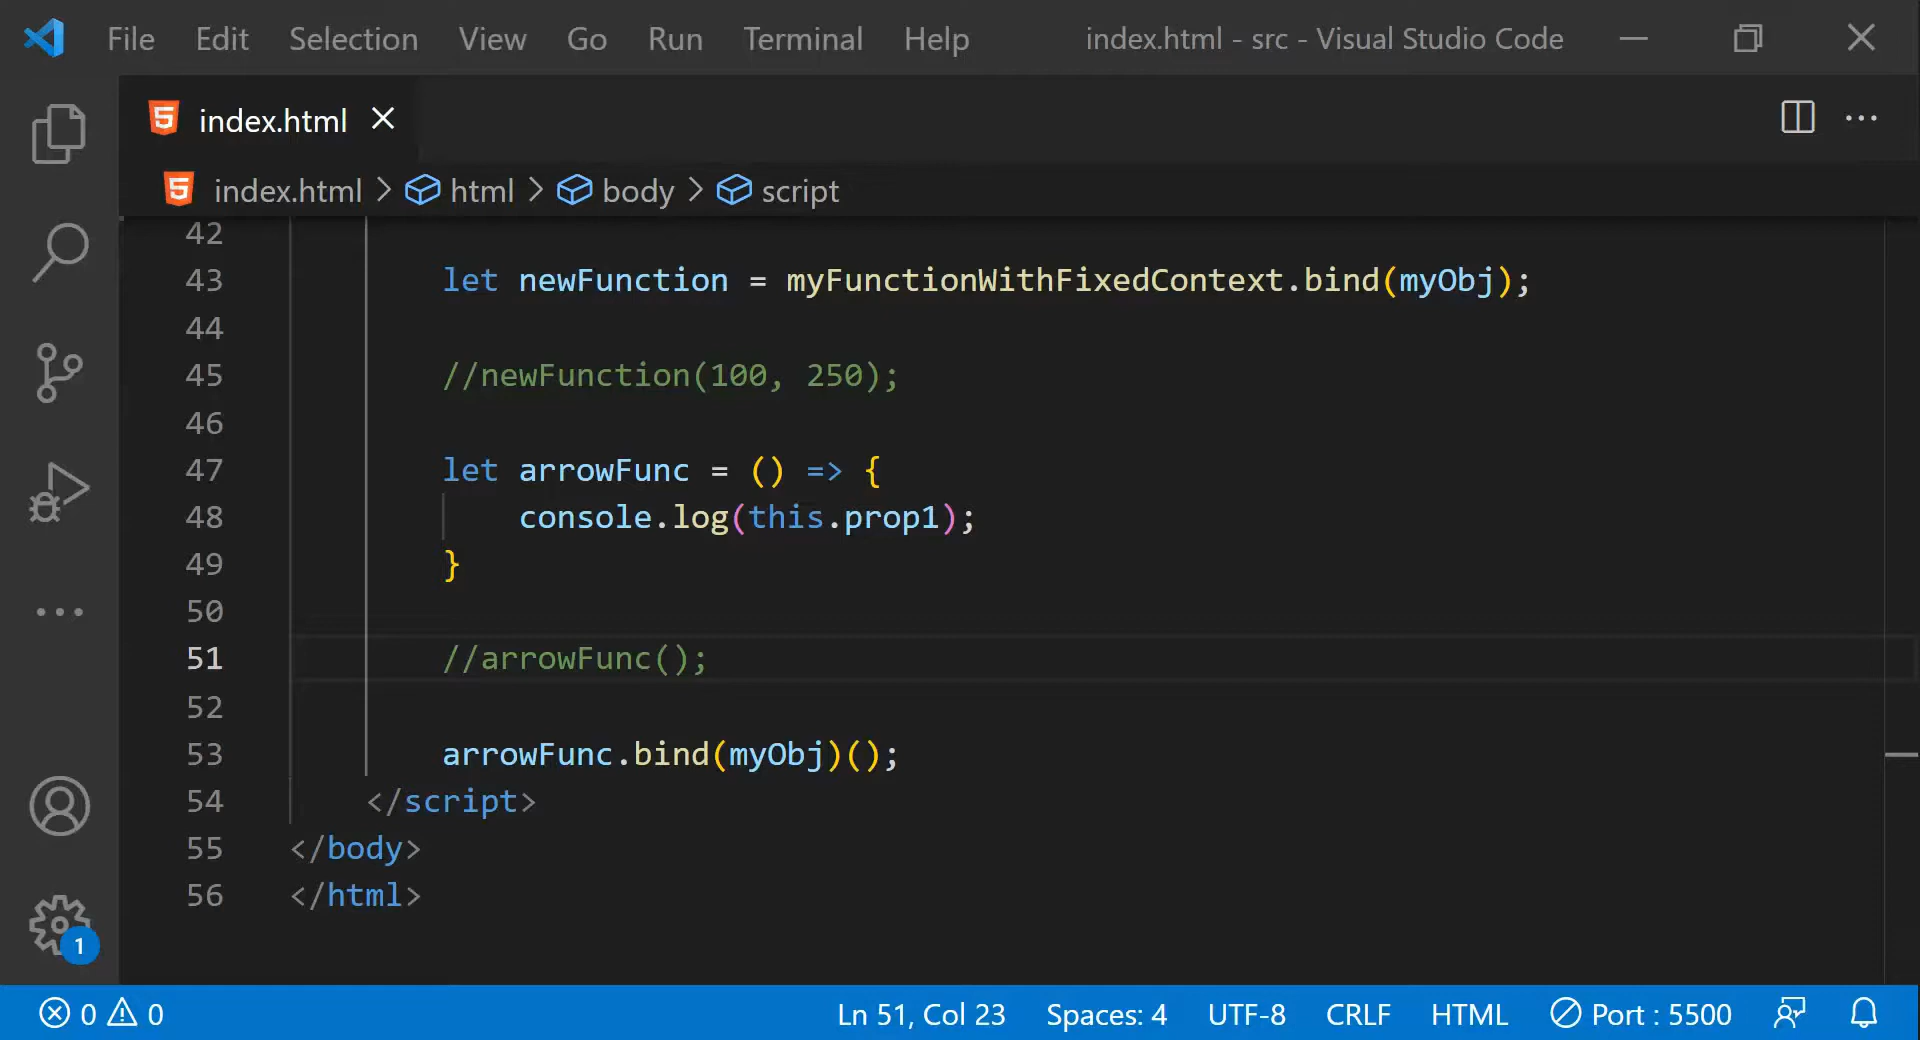 File Edit Selection View Go Run Terminal Help index.html - src - Visual Studio Code
index.html
index.html > html > body > script
42
43 let newFunction = myFunctionWithFixedContext.bind(myObj);
44
45 //newFunction(100, 250);
46
47 let arrowFunc = () => {
48 console.log(this.prop1);
49 }
50
51 //arrowFunc();
52
53 arrowFunc.bind(myObj)();
54 </script>
55 </body>
56 </html>
1
0 0 Ln 51, Col 23 Spaces: 4 UTF-8 CRLF HTML Port : 5500